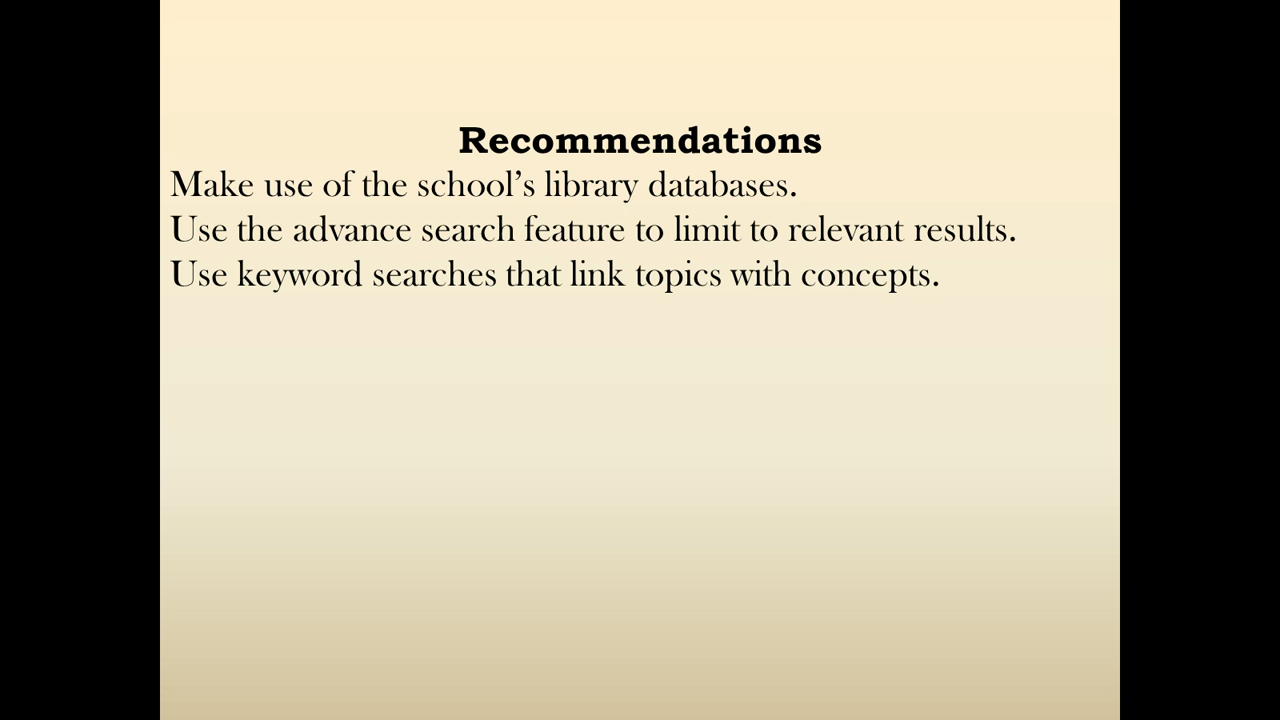 Recommendations
Make use of the school’s library databases.
Use the advance search feature to limit to relevant results.
Use keyword searches that link topics with concepts.